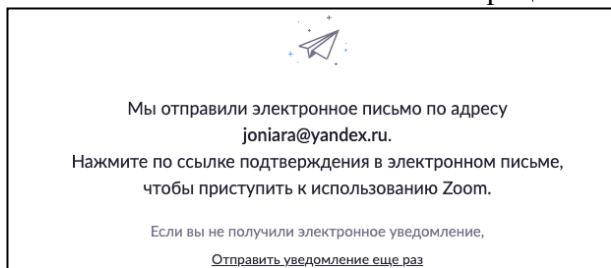 Мы отправили электронное письмо по адресу
joniara@yandex.ru.
Нажмите по ссылке подтверждения в электронном письме,
чтобы приступить к использованию Zoom.
Если вы не получили электронное уведомление,
Отправить уведомление еще раз